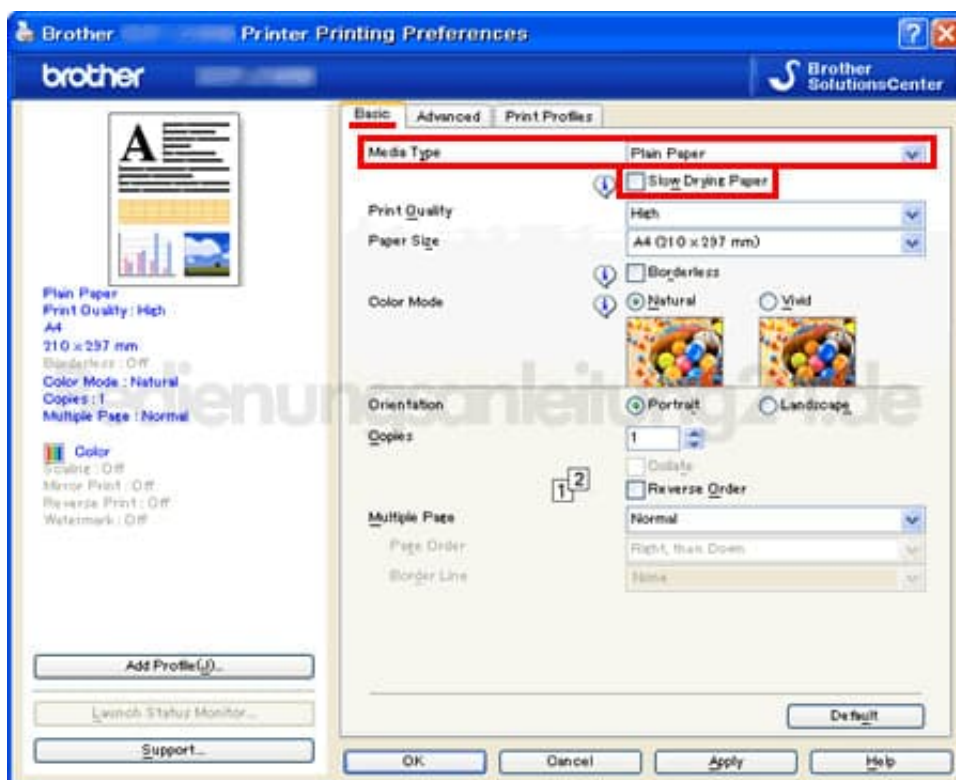 Brother Printer Printing Preferences
brother
Brother SolutionsCenter
Basic Advanced Print Profiles
Media Type Plain Paper
Slow Drying Paper
Print Quality High
Paper Size A4 (210 x 297 mm)
Borderless
Color Mode Natural Vivid
Orientation Portrait Landscape
Copies 1
Collate
Reverse Order
Multiple Page Normal
Page Order Right, then Down
Border Line None
A
Plain Paper
Print Quality : High
A4
210 x 297 mm
Borderless : Off
Color Mode : Natural
Copies : 1
Multiple Page : Normal
Color
Scaling : Off
Mirror Print : Off
Reverse Print : Off
Watermark : Off
1 2
Add Profile(J)...
Launch Status Monitor...
Support...
Default
OK Cancel Apply Help
bedienungsanleitung24.de